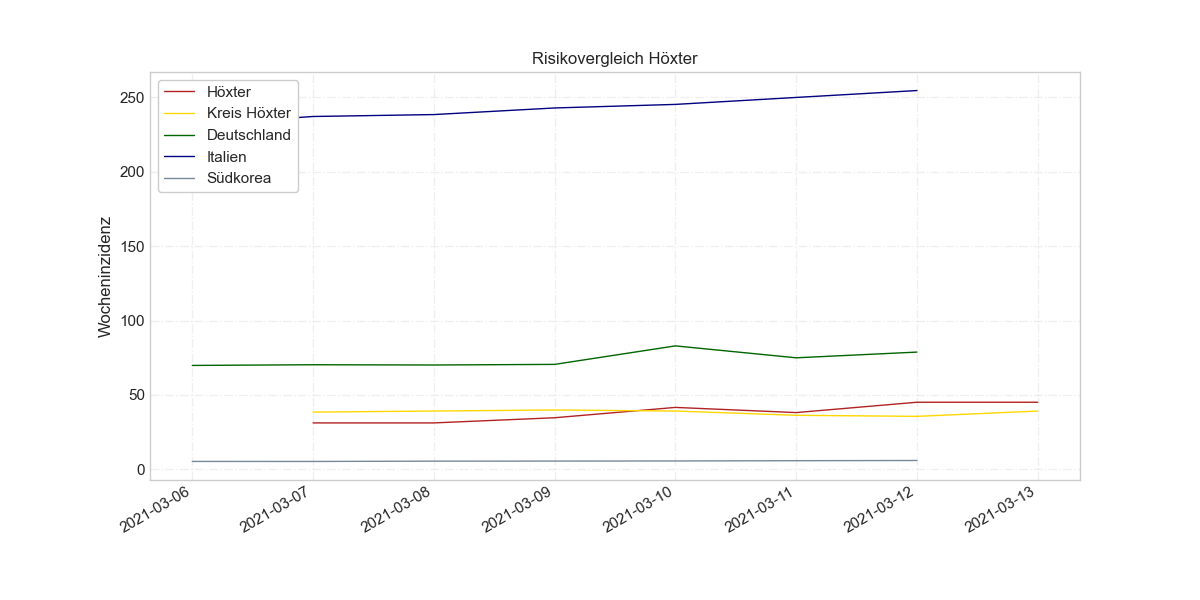 Risikovergleich Höxter
Höxter
Kreis Höxter
Deutschland
Italien
Südkorea
Wocheninzidenz
250
200
150
100
50
0
2021-03-06
2021-03-07
2021-03-08
2021-03-09
2021-03-10
2021-03-11
2021-03-12
2021-03-13